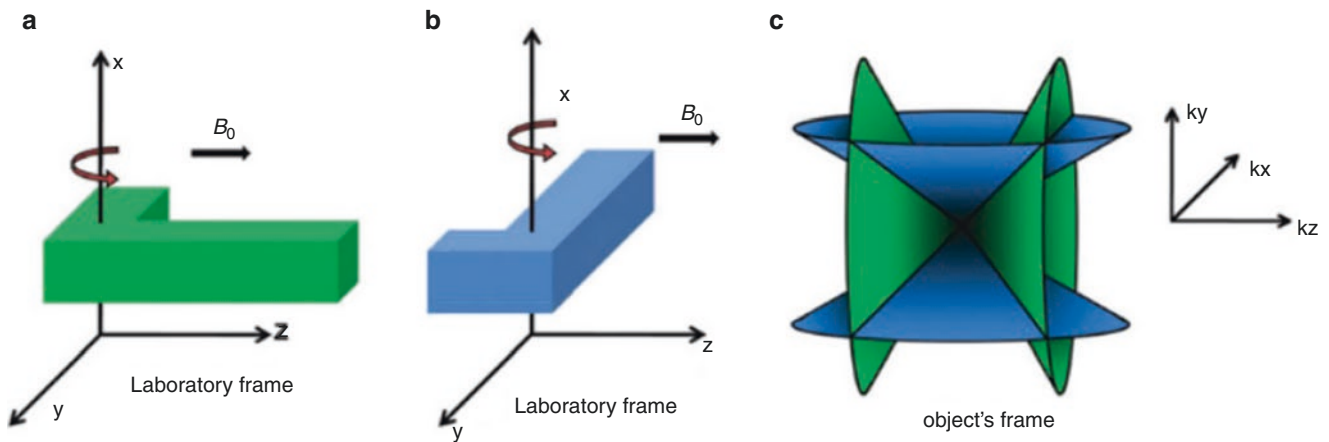 a
x
B0
z
Laboratory frame
y
b
x
B0
z
Laboratory frame
y
c
ky
kx
kz
object's frame